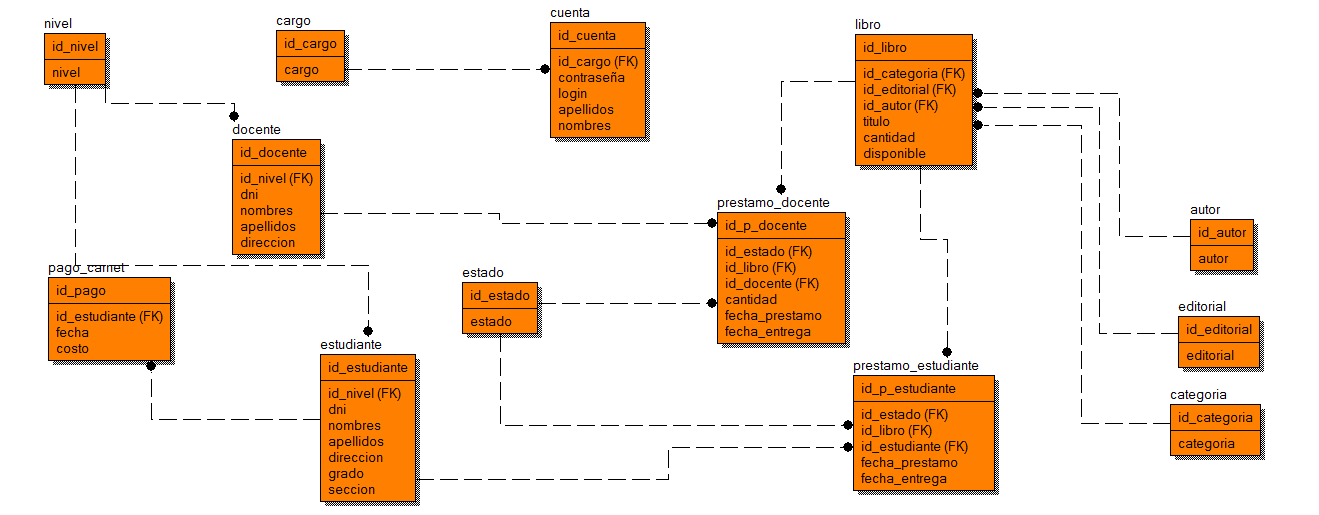 nivel
id_nivel
nivel
cargo
id_cargo
cargo
cuenta
id_cuenta
id_cargo (FK)
contraseña
login
apellidos
nombres
libro
id_libro
id_categoria (FK)
id_editorial (FK)
id_autor (FK)
titulo
cantidad
disponible
docente
id_docente
id_nivel (FK)
dni
nombres
apellidos
direccion
prestamo_docente
id_p_docente
id_estado (FK)
id_libro (FK)
id_docente (FK)
cantidad
fecha_prestamo
fecha_entrega
autor
id_autor
autor
pago_carnet
id_pago
id_estudiante (FK)
fecha
costo
estado
id_estado
estado
editorial
id_editorial
editorial
estudiante
id_estudiante
id_nivel (FK)
dni
nombres
apellidos
direccion
grado
seccion
prestamo_estudiante
id_p_estudiante
id_estado (FK)
id_libro (FK)
id_estudiante (FK)
fecha_prestamo
fecha_entrega
categoria
id_categoria
categoria